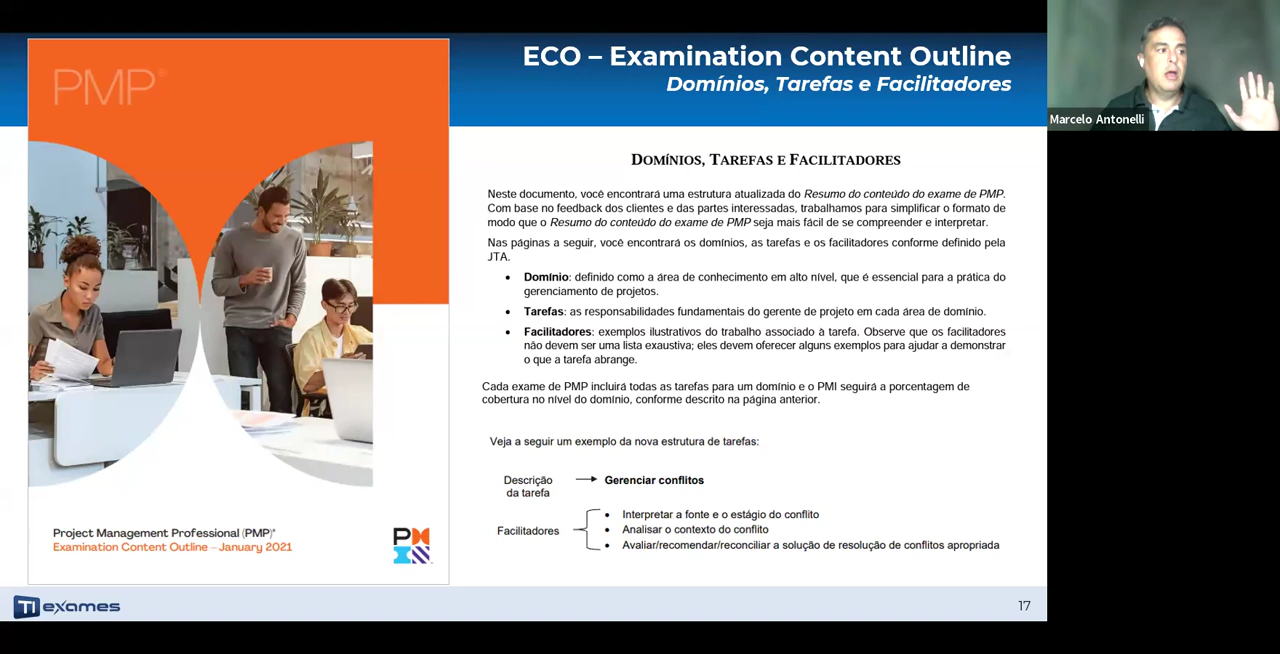 PMP®
ECO – Examination Content Outline
Domínios, Tarefas e Facilitadores
Marcelo Antonelli
DOMÍNIOS, TAREFAS E FACILITADORES
Neste documento, você encontrará uma estrutura atualizada do Resumo do conteúdo do exame de PMP.
Com base no feedback dos clientes e das partes interessadas, trabalhamos para simplificar o formato de
modo que o Resumo do conteúdo do exame de PMP seja mais fácil de se compreender e interpretar.
Nas páginas a seguir, você encontrará os domínios, as tarefas e os facilitadores conforme definido pela
JTA.
• Domínio: definido como a área de conhecimento em alto nível, que é essencial para a prática do
gerenciamento de projetos.
• Tarefas: as responsabilidades fundamentais do gerente de projeto em cada área de domínio.
• Facilitadores: exemplos ilustrativos do trabalho associado à tarefa. Observe que os facilitadores
não devem ser uma lista exaustiva; eles devem oferecer alguns exemplos para ajudar a demonstrar
o que a tarefa abrange.
Cada exame de PMP incluirá todas as tarefas para um domínio e o PMI seguirá a porcentagem de
cobertura no nível do domínio, conforme descrito na página anterior.
Veja a seguir um exemplo da nova estrutura de tarefas:
Descrição
da tarefa
Gerenciar conflitos
Facilitadores
• Interpretar a fonte e o estágio do conflito
• Analisar o contexto do conflito
• Avaliar/recomendar/reconciliar a solução de resolução de conflitos apropriada
Project Management Professional (PMP)®
Examination Content Outline – January 2021
TI exames
17